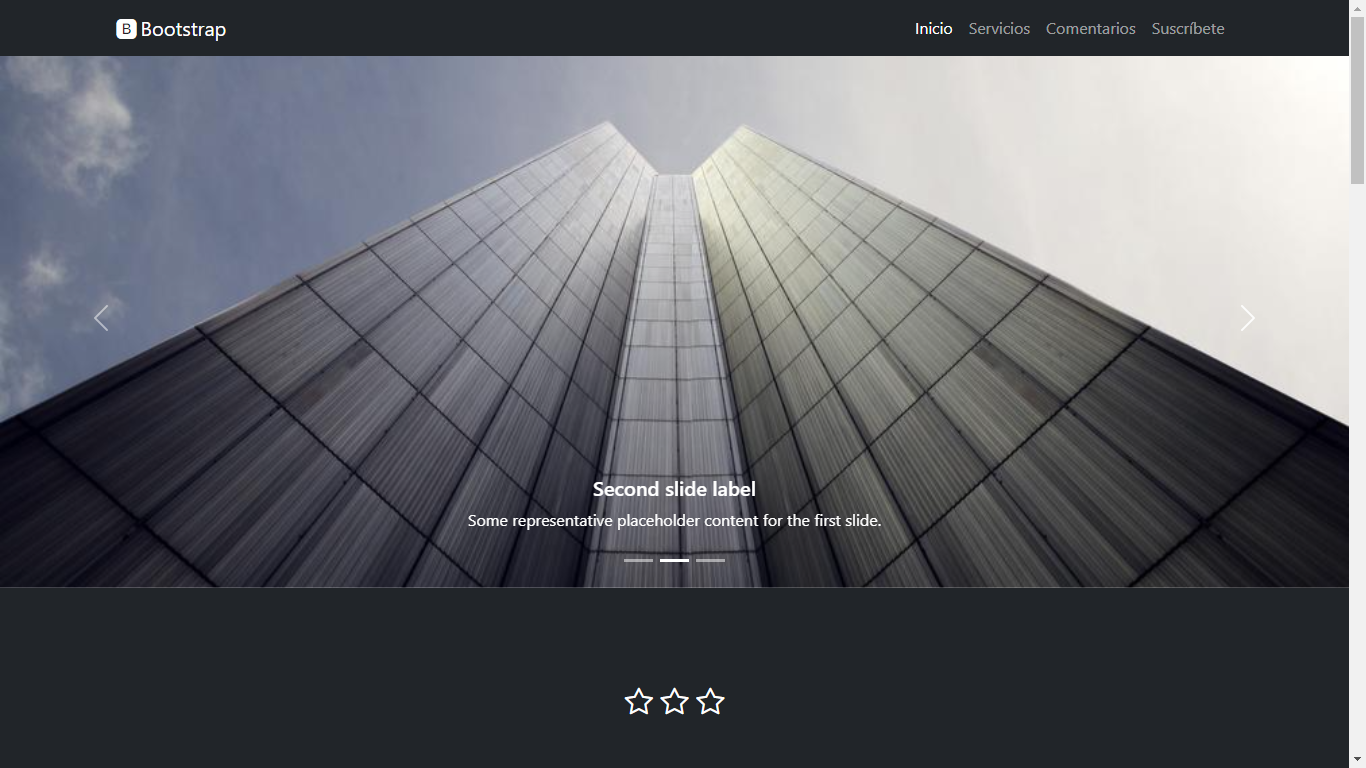 B Bootstrap
Inicio Servicios Comentarios Suscríbete
Second slide label
Some representative placeholder content for the first slide.